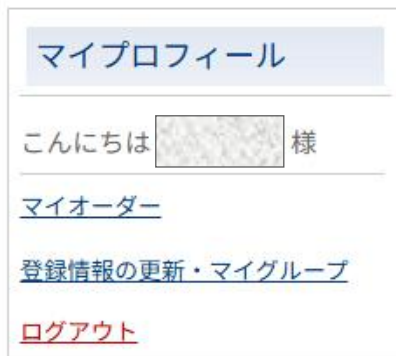 マイプロフィール
こんにちは 様
マイオーダー
登録情報の更新・マイグループ
ログアウト